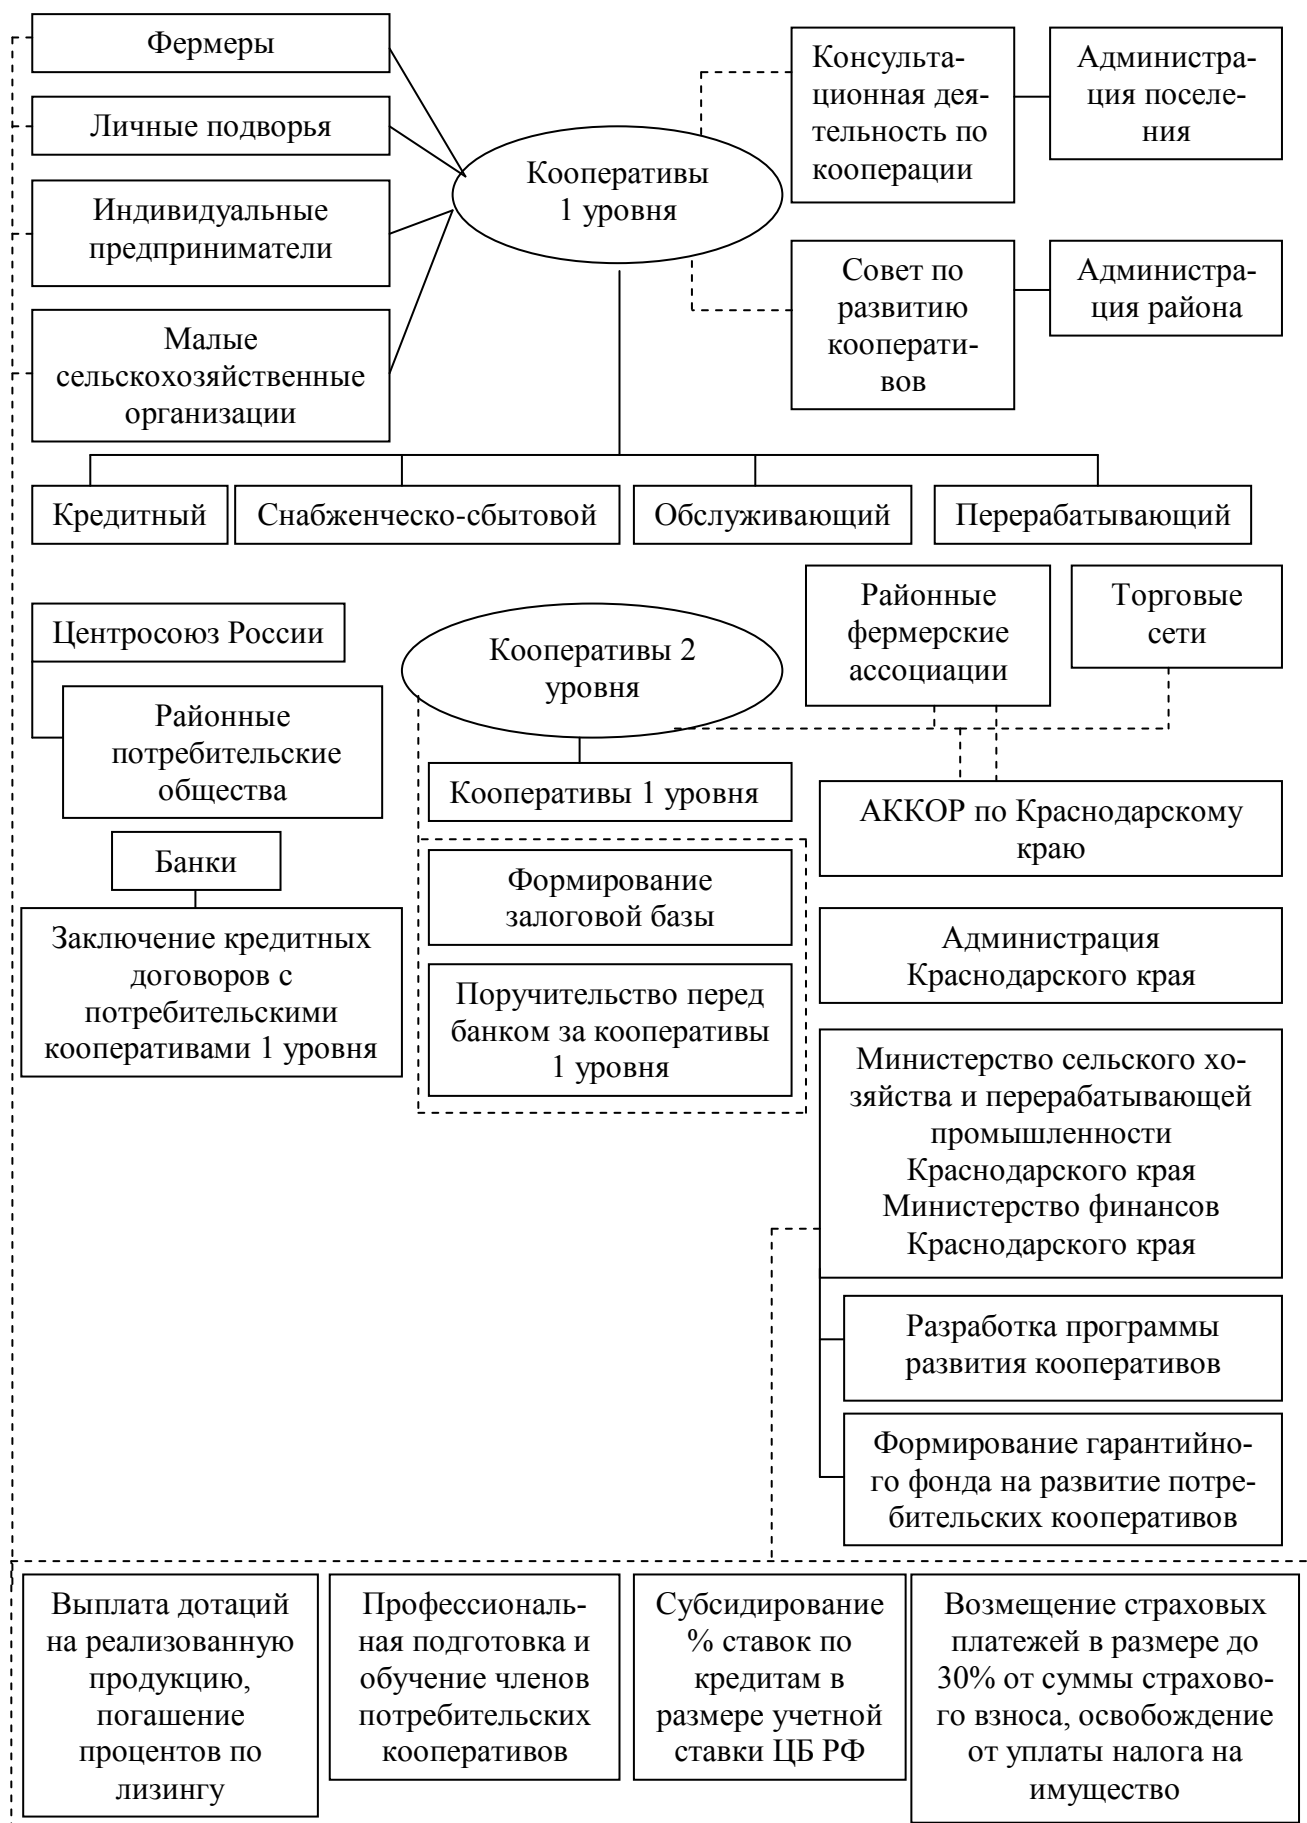 Фермеры
Личные подворья
Индивидуальные
предприниматели
Малые
сельскохозяйственные
организации
Кооперативы
1 уровня
Консульта-
ционная дея-
тельность по
кооперации
Администра-
ция поселе-
ния
Совет по
развитию
кооперати-
вов
Администра-
ция района
Кредитный
Снабженческо-сбытовой
Обслуживающий
Перерабатывающий
Центросоюз России
Районные
потребительские
общества
Банки
Заключение кредитных
договоров с
потребительскими
кооперативами 1 уровня
Кооперативы 2
уровня
Кооперативы 1 уровня
Формирование
залоговой базы
Поручительство перед
банком за кооперативы
1 уровня
Районные
фермерские
ассоциации
Торговые
сети
АККОР по Краснодарскому
краю
Администрация
Краснодарского края
Министерство сельского хо-
зяйства и перерабатывающей
промышленности
Краснодарского края
Министерство финансов
Краснодарского края
Разработка программы
развития кооперативов
Формирование гарантийно-
го фонда на развитие потре-
бительских кооперативов
Выплата дотаций
на реализованную
продукцию,
погашение
процентов по
лизингу
Профессиональ-
ная подготовка и
обучение членов
потребительских
кооперативов
Субсидирование
% ставок по
кредитам в
размере учетной
ставки ЦБ РФ
Возмещение страховых
платежей в размере до
30% от суммы страхово-
го взноса, освобождение
от уплаты налога на
имущество